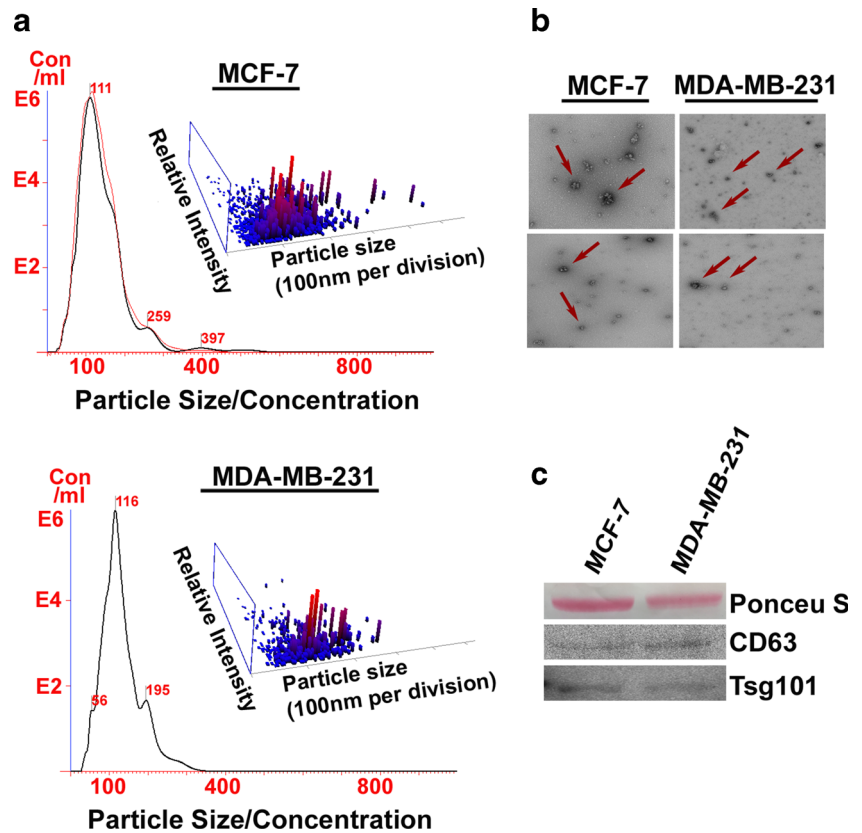 a
Con
/ml
E6
E4
E2
111
259
397
100
400
800
Particle Size/Concentration
MCF-7
Relative Intensity
Particle size
(100nm per division)
Con
/ml
E6
E4
E2
56
116
195
100
400
800
Particle Size/Concentration
MDA-MB-231
Relative Intensity
Particle size
(100nm per division)
b
MCF-7
MDA-MB-231
c
MCF-7
MDA-MB-231
Ponceu S
CD63
Tsg101